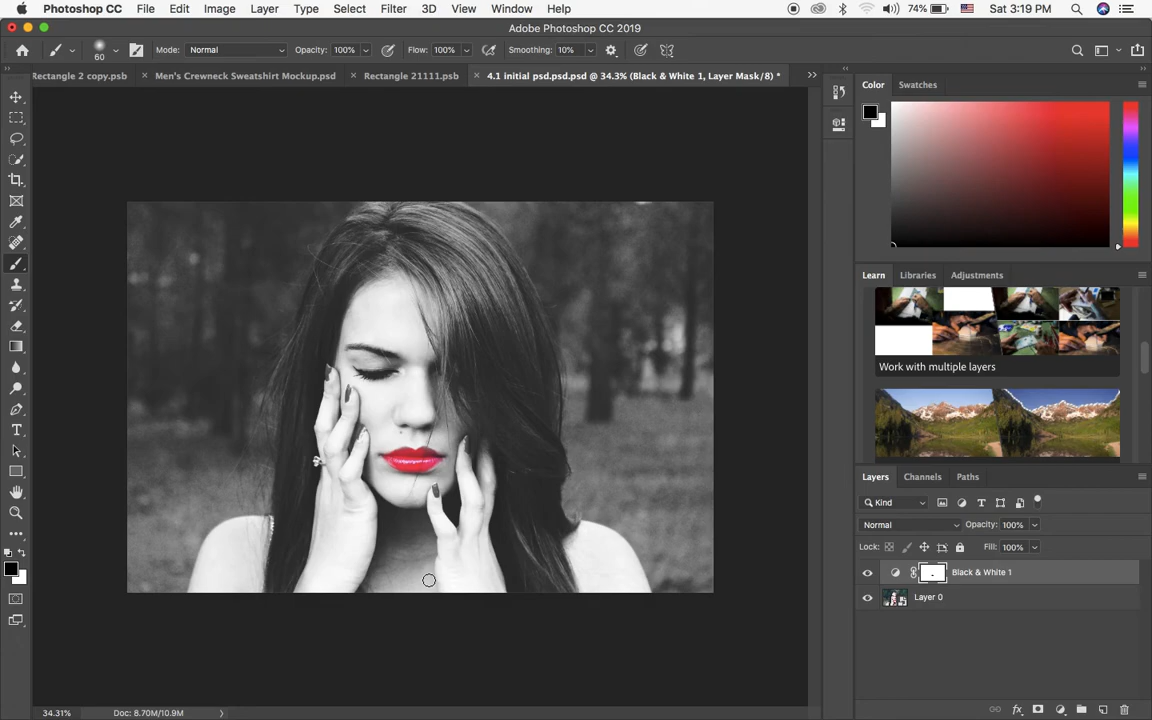 Photoshop CC File Edit Image Layer Type Select Filter 3D View Window Help 74% Sat 3:19 PM
Adobe Photoshop CC 2019
60 Mode: Normal Opacity: 100% Flow: 100% Smoothing: 10%
Rectangle 2 copy.psb × Men's Crewneck Sweatshirt Mockup.psd × Rectangle 21111.psb × 4.1 initial psd.psd.psd @ 34.3% (Black & White 1, Layer Mask/8) * >>
Color Swatches
Learn Libraries Adjustments
Work with multiple layers
Layers Channels Paths
Kind
Normal Opacity: 100%
Lock: Fill: 100%
Black & White 1
Layer 0
34.31% Doc: 8.70M/10.9M